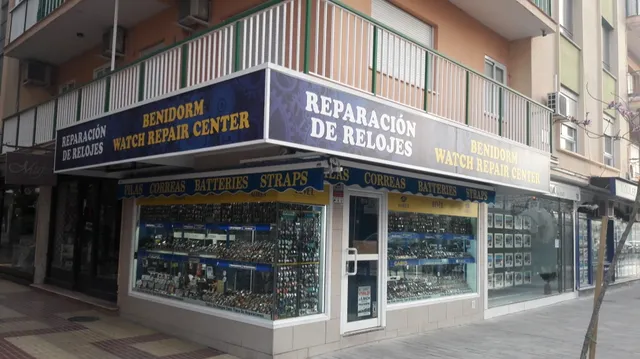 REPARACIÓN
DE RELOJES
BENIDORM
WATCH REPAIR CENTER
REPARACIÓN
DE RELOJES
BENIDORM
WATCH REPAIR CENTER
PILAS CORREAS BATTERIES STRAPS
PILAS CORREAS BATTERIES STRAPS